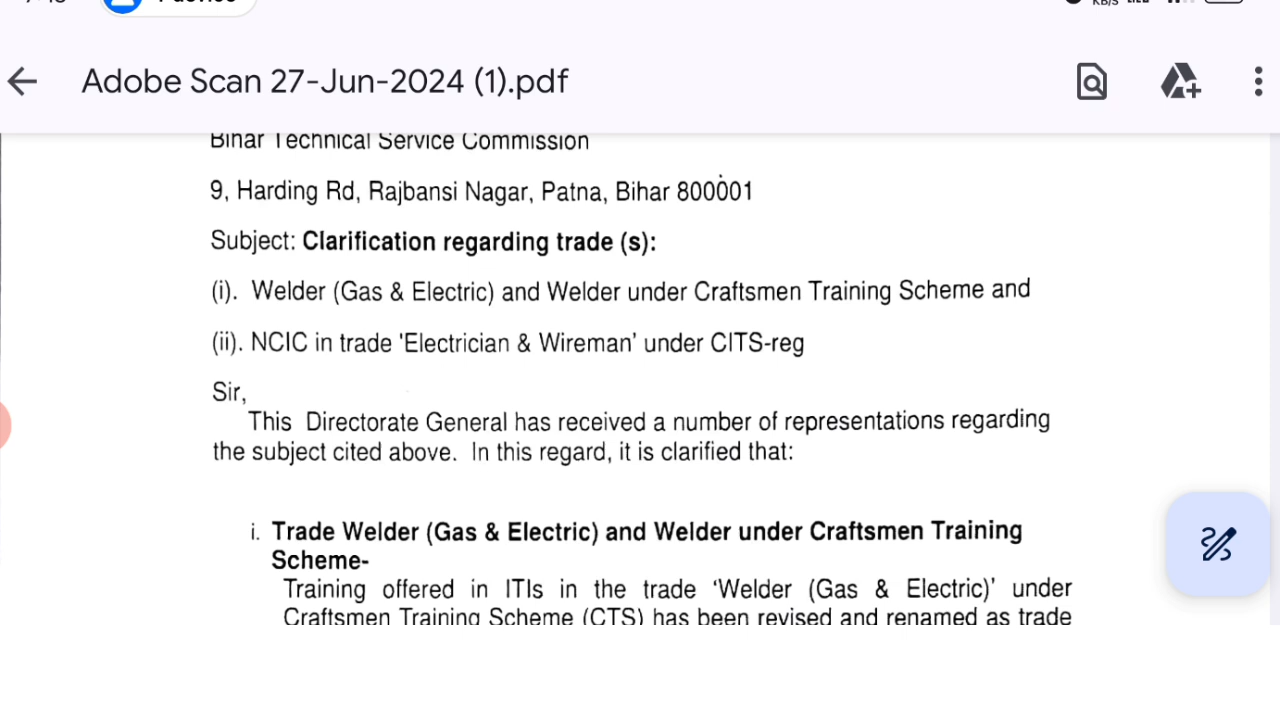 Adobe Scan 27-Jun-2024 (1).pdf
Bihar Technical Service Commission
9, Harding Rd, Rajbansi Nagar, Patna, Bihar 800001
Subject: Clarification regarding trade (s):
(i). Welder (Gas & Electric) and Welder under Craftsmen Training Scheme and
(ii). NCIC in trade 'Electrician & Wireman' under CITS-reg
Sir,
This Directorate General has received a number of representations regarding
the subject cited above. In this regard, it is clarified that:
i. Trade Welder (Gas & Electric) and Welder under Craftsmen Training
Scheme-
Training offered in ITIs in the trade 'Welder (Gas & Electric)' under
Craftsmen Training Scheme (CTS) has been revised and renamed as trade